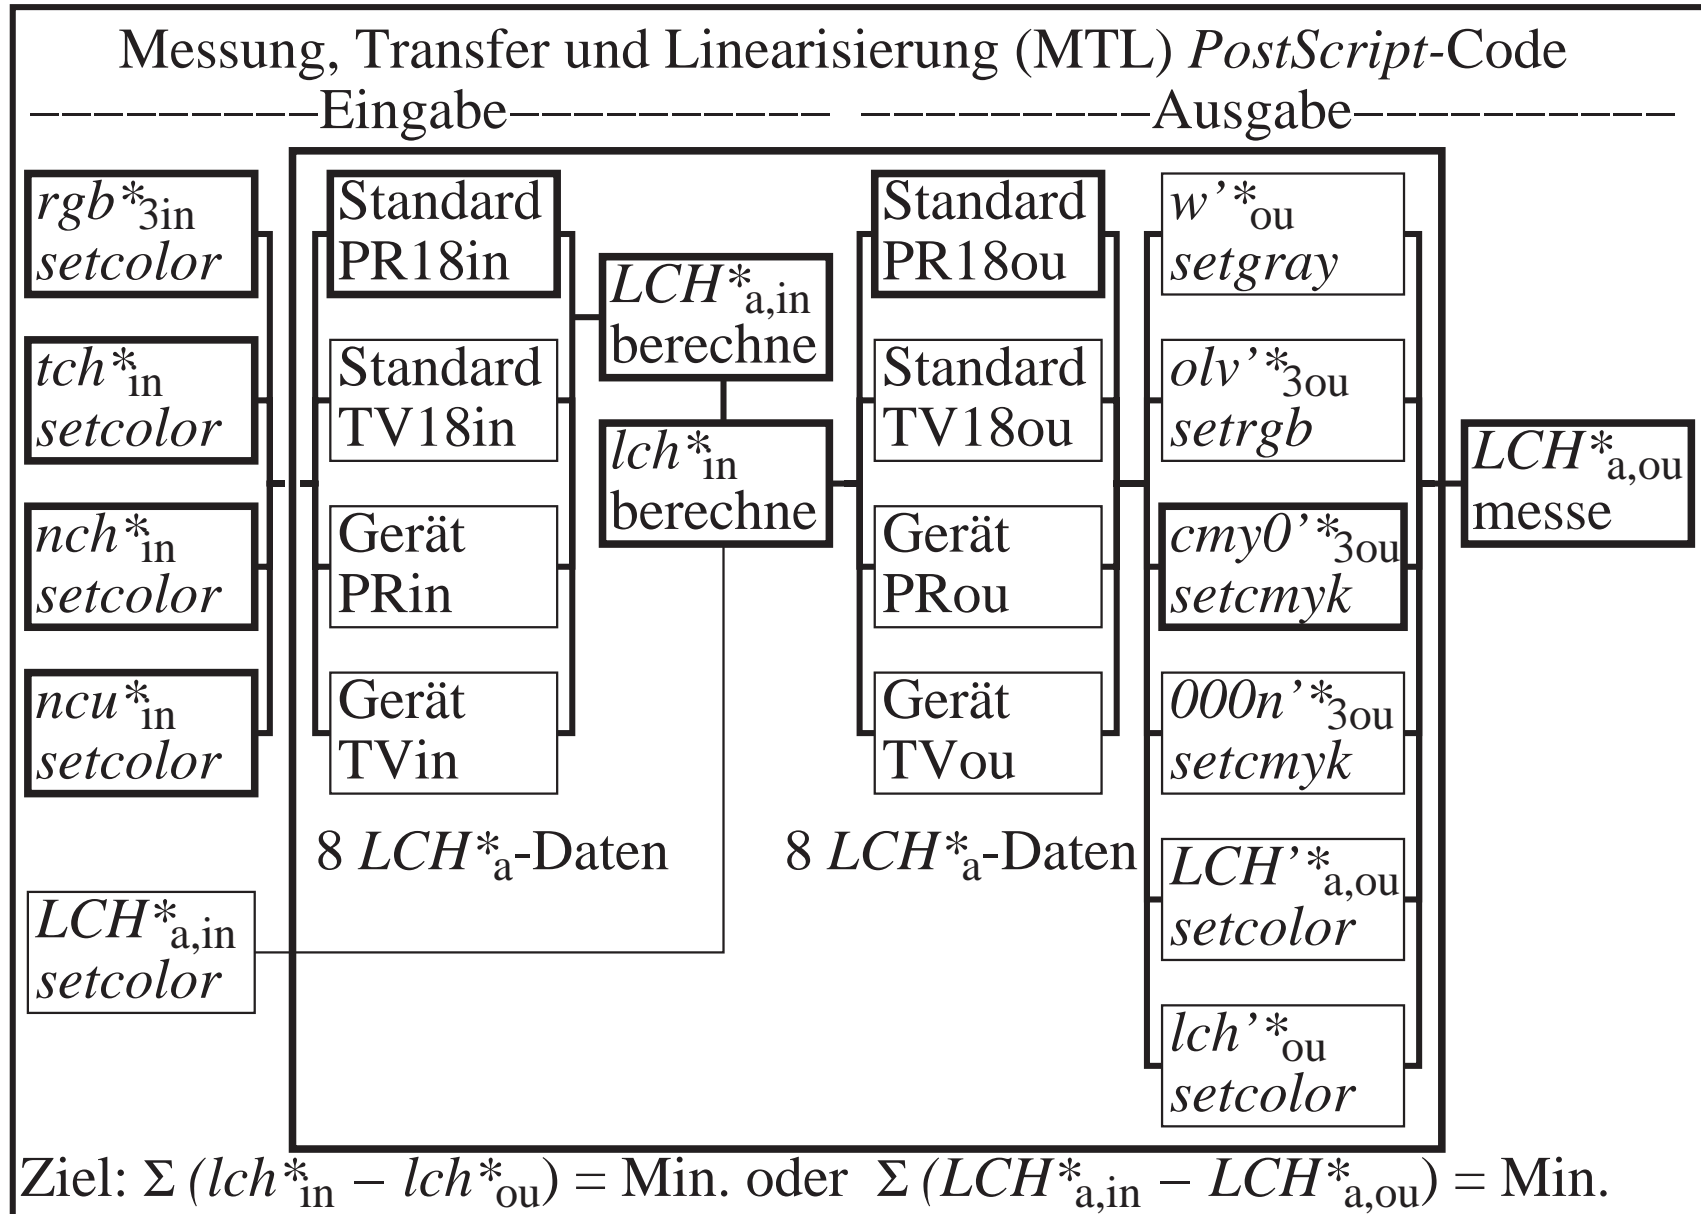 Messung, Transfer und Linearisierung (MTL) PostScript-Code
Eingabe
Ausgabe
rgb*3in
setcolor
tch*in
setcolor
nch*in
setcolor
ncu*in
setcolor
LCH*a,in
setcolor
Standard
PR18in
Standard
TV18in
Gerät
PRin
Gerät
TVin
8 LCH*a-Daten
LCH*a,in
berechne
lch*in
berechne
Standard
PR18ou
Standard
TV18ou
Gerät
PRou
Gerät
TVou
8 LCH*a-Daten
w’*ou
setgray
olv’*3ou
setrgb
cmy0’*3ou
setcmyk
000n’*3ou
setcmyk
LCH’*a,ou
setcolor
lch’*ou
setcolor
LCH*a,ou
messe
Ziel: Σ (lch*in – lch*ou) = Min. oder Σ (LCH*a,in – LCH*a,ou) = Min.